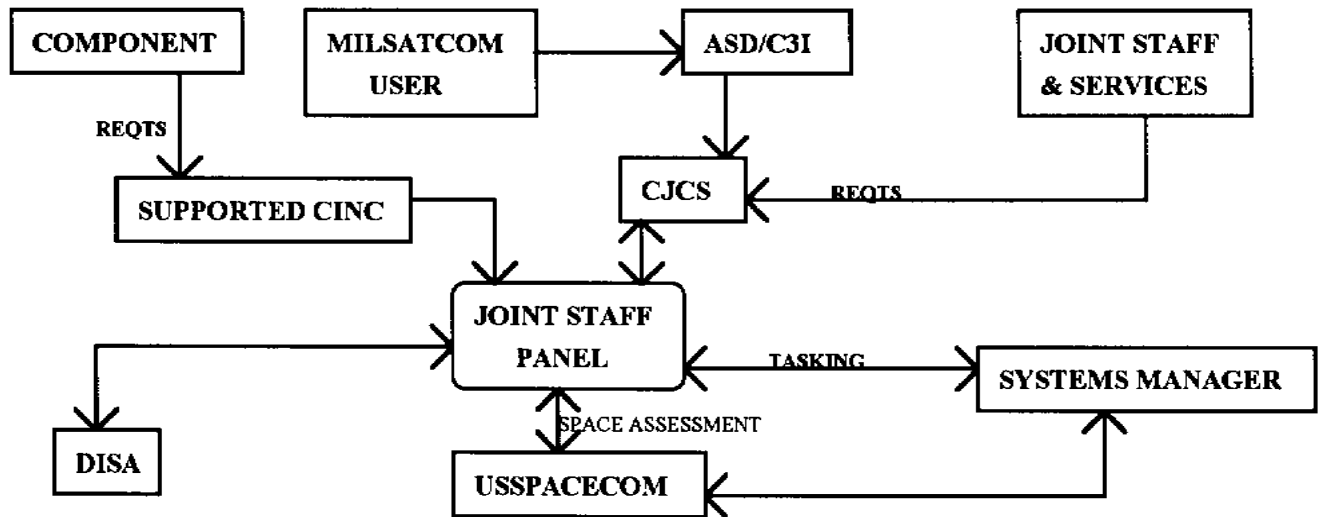 COMPONENT
MILSATCOM
USER
ASD/C3I
JOINT STAFF
& SERVICES
REQTS
SUPPORTED CINC
CJCS
REQTS
JOINT STAFF
PANEL
TASKING
SYSTEMS MANAGER
SPACE ASSESSMENT
DISA
USSPACECOM